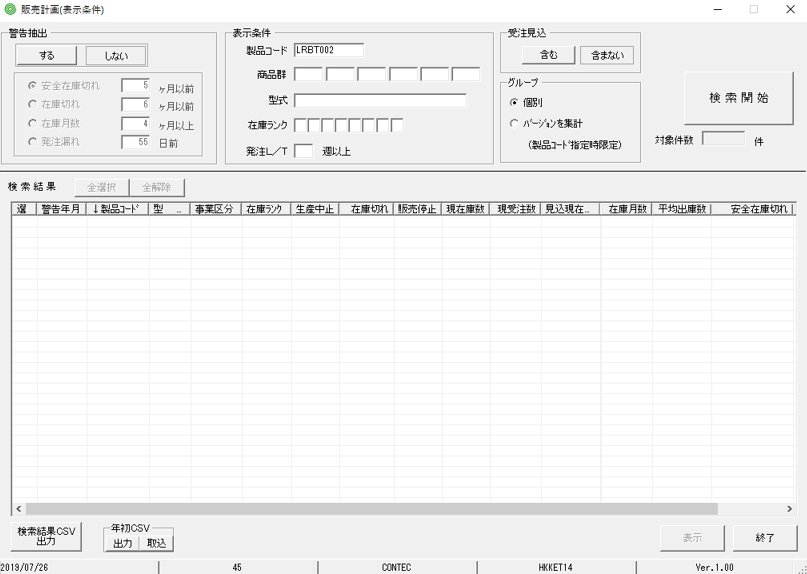 販売計画(表示条件)
警告抽出
する
しない
安全在庫切れ 5 ヶ月以前
在庫切れ 6 ヶ月以前
在庫月数 4 ヶ月以上
発注漏れ 55 日前
表示条件
製品コード LRBT002
商品群
型式
在庫ランク
発注L／T 週以上
受注見込
含む
含まない
グループ
個別
バージョンを集計
(製品コード指定時限定)
検索開始
対象件数 件
検索結果 全選択 全解除
選 警告年月 ↓製品コード 型 ... 事業区分 在庫ランク 生産中止 在庫切れ 販売停止 現在庫数 現受注数 見込現在... 在庫月数 平均出庫数 安全在庫切れ
検索結果CSV
出力
年初CSV
出力 取込
表示
終了
2019/07/26 45 CONTEC HKKET14 Ver.1.00